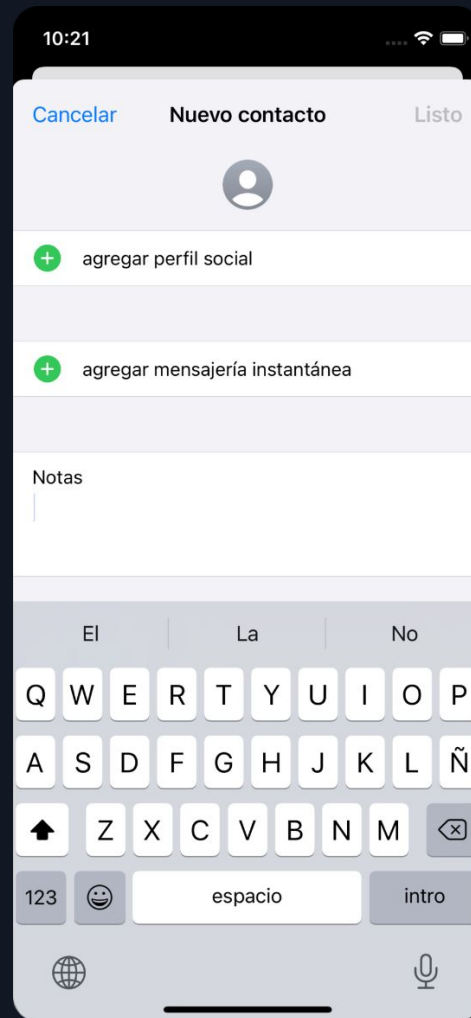 10:21
Cancelar Nuevo contacto Listo
agregar perfil social
agregar mensajería instantánea
Notas
El La No
Q W E R T Y U I O P
A S D F G H J K L Ñ
Z X C V B N M
123 espacio intro